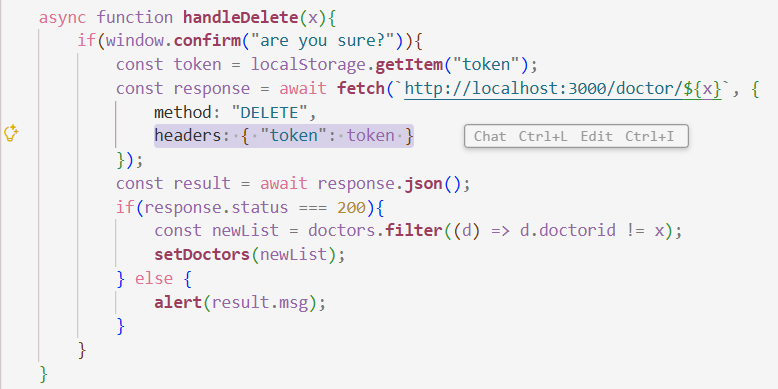 async function handleDelete(x){
if(window.confirm("are you sure?")){
const token = localStorage.getItem("token");
const response = await fetch(`http://localhost:3000/doctor/${x}`, {
method: "DELETE",
headers: { "token": token }
Chat Ctrl+L Edit Ctrl+I
});
const result = await response.json();
if(response.status === 200){
const newList = doctors.filter((d) => d.doctorid != x);
setDoctors(newList);
} else {
alert(result.msg);
}
}
}